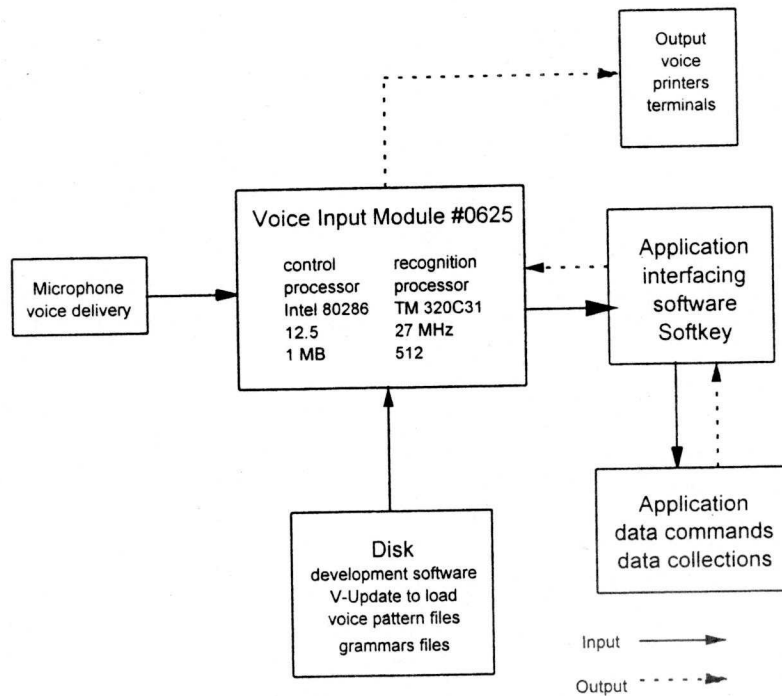 Output
voice
printers
terminals
Voice Input Module #0625
control recognition
processor processor
Intel 80286 TM 320C31
12.5 27 MHz
1 MB 512
Microphone
voice delivery
Application
interfacing
software
Softkey
Application
data commands
data collections
Disk
development software
V-Update to load
voice pattern files
grammars files
Input
Output